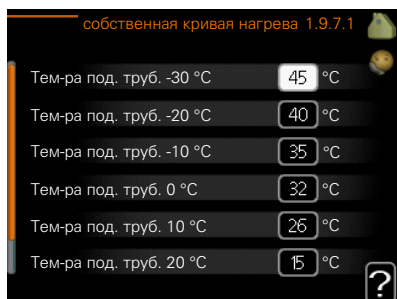 собственная кривая нагрева 1.9.7.1
Тем-ра под. труб. -30 °C 45 °C
Тем-ра под. труб. -20 °C 40 °C
Тем-ра под. труб. -10 °C 35 °C
Тем-ра под. труб. 0 °C 32 °C
Тем-ра под. труб. 10 °C 26 °C
Тем-ра под. труб. 20 °C 15 °C
?